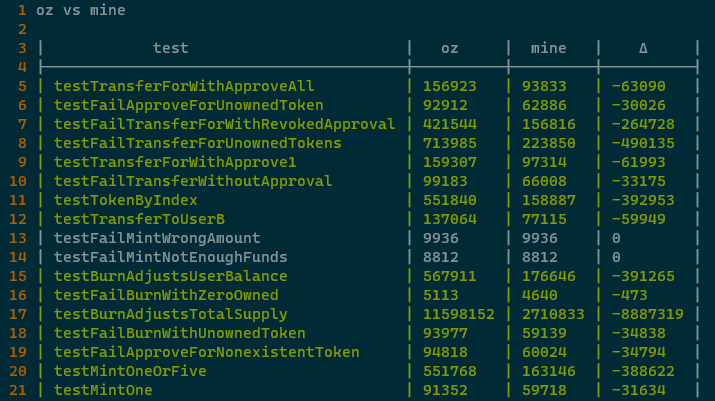 1 oz vs mine
2
3 | test | oz | mine | Δ |
4 |---|---|---|---|
5 | testTransferForWithApproveAll | 156923 | 93833 | -63090 |
6 | testFailApproveForUnownedToken | 92912 | 62886 | -30026 |
7 | testFailTransferForWithRevokedApproval | 421544 | 156816 | -264728 |
8 | testFailTransferForUnownedTokens | 713985 | 223850 | -490135 |
9 | testTransferForWithApprove1 | 159307 | 97314 | -61993 |
10 | testFailTransferWithoutApproval | 99183 | 66008 | -33175 |
11 | testTokenByIndex | 551840 | 158887 | -392953 |
12 | testTransferToUserB | 137064 | 77115 | -59949 |
13 | testFailMintWrongAmount | 9936 | 9936 | 0 |
14 | testFailMintNotEnoughFunds | 8812 | 8812 | 0 |
15 | testBurnAdjustsUserBalance | 567911 | 176646 | -391265 |
16 | testFailBurnWithZeroOwned | 5113 | 4640 | -473 |
17 | testBurnAdjustsTotalSupply | 11598152 | 2710833 | -8887319 |
18 | testFailBurnWithUnownedToken | 93977 | 59139 | -34838 |
19 | testFailApproveForNonexistentToken | 94818 | 60024 | -34794 |
20 | testMintOneOrFive | 551768 | 163146 | -388622 |
21 | testMintOne | 91352 | 59718 | -31634 |